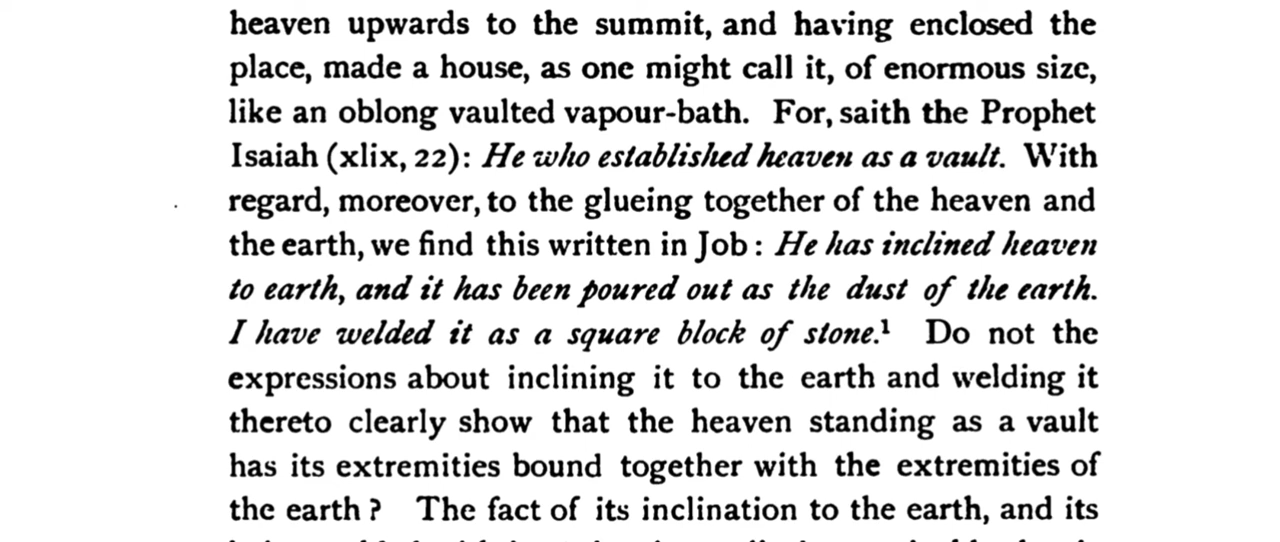 heaven upwards to the summit, and having enclosed the
place, made a house, as one might call it, of enormous size,
like an oblong vaulted vapour-bath. For, saith the Prophet
Isaiah (xlix, 22): He who established heaven as a vault. With
regard, moreover, to the glueing together of the heaven and
the earth, we find this written in Job: He has inclined heaven
to earth, and it has been poured out as the dust of the earth.
I have welded it as a square block of stone.¹ Do not the
expressions about inclining it to the earth and welding it
thereto clearly show that the heaven standing as a vault
has its extremities bound together with the extremities of
the earth? The fact of its inclination to the earth, and its